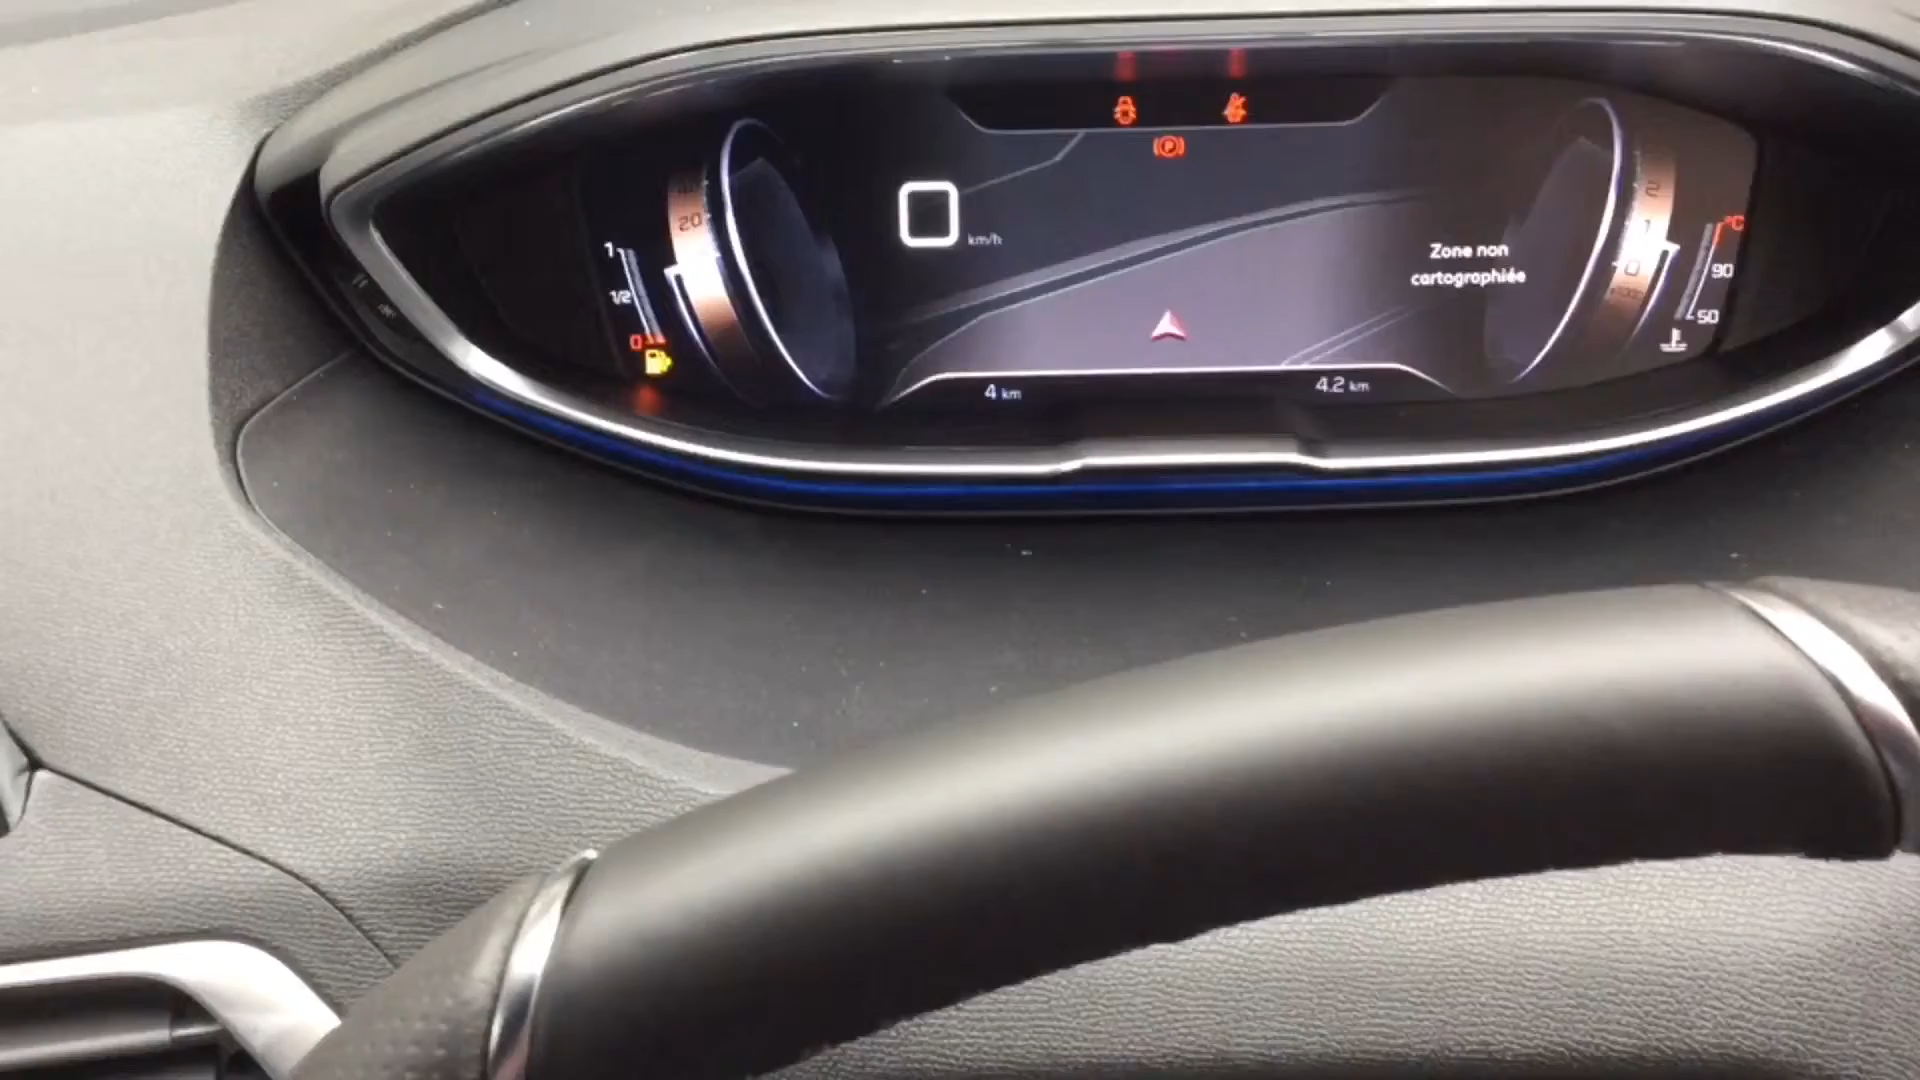 0
km/h
20
1
1/2
0
P
Zone non
cartographiée
2
1
0
°C
90
50
4 km
4.2 km